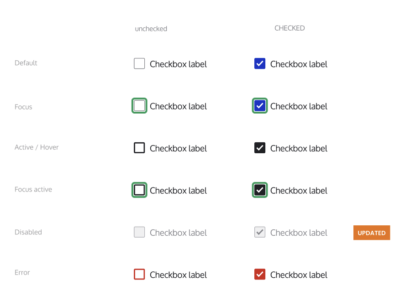 unchecked CHECKED
Default Checkbox label Checkbox label
Focus Checkbox label Checkbox label
Active / Hover Checkbox label Checkbox label
Focus active Checkbox label Checkbox label
Disabled Checkbox label Checkbox label UPDATED
Error Checkbox label Checkbox label